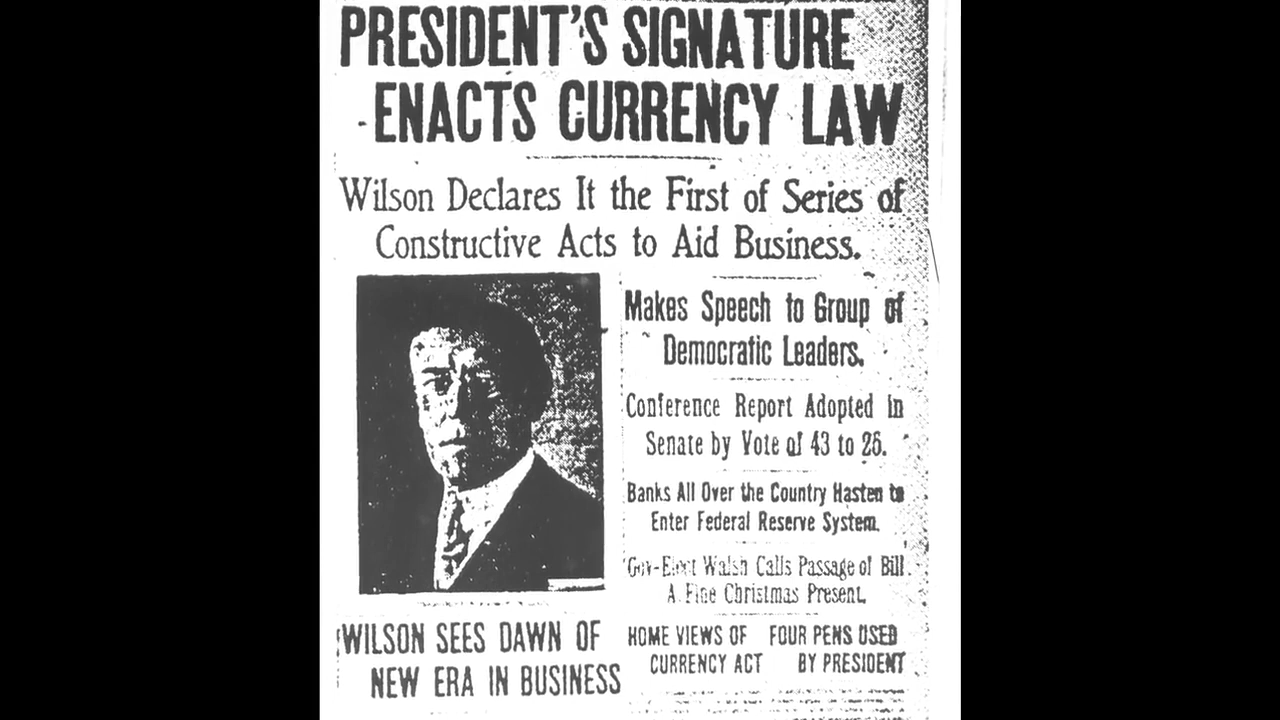 PRESIDENT'S SIGNATURE
ENACTS CURRENCY LAW
Wilson Declares It the First of Series of
Constructive Acts to Aid Business.
Makes Speech to Group of
Democratic Leaders.
Conference Report Adopted in
Senate by Vote of 43 to 25.
Banks All Over the Country Hasten to
Enter Federal Reserve System.
Gov-Elect Walsh Calls Passage of Bill
A Fine Christmas Present.
WILSON SEES DAWN OF
NEW ERA IN BUSINESS
HOME VIEWS OF
CURRENCY ACT
FOUR PENS USED
BY PRESIDENT